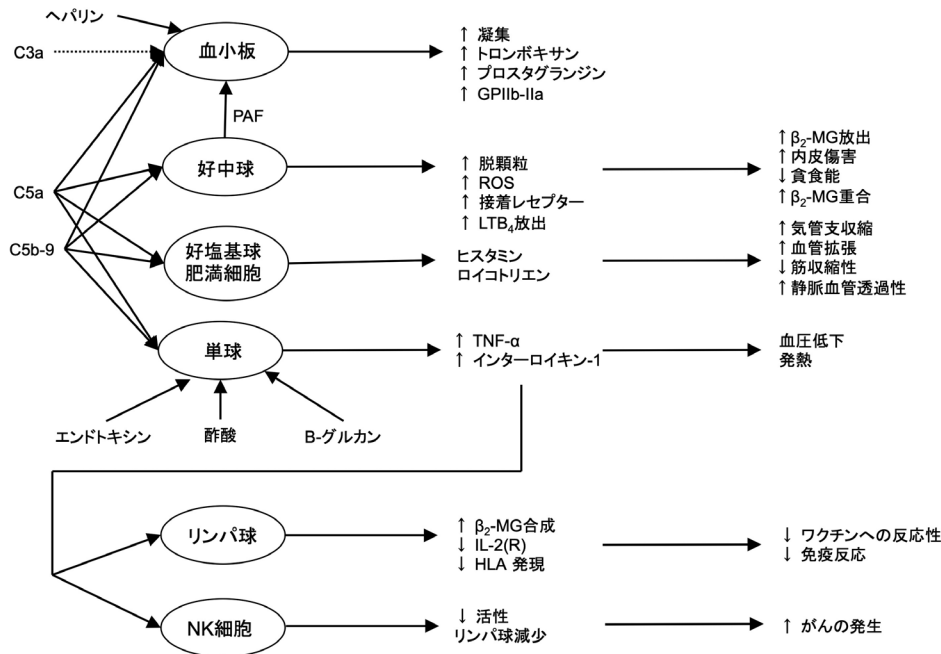 ヘパリン
C3a
血小板
↑ 凝集
↑ トロンボキサン
↑ プロスタグランジン
↑ GPIIb-IIa
PAF
C5a
C5b-9
好中球
↑ 脱顆粒
↑ ROS
↑ 接着レセプター
↑ LTB₄放出
↑ β₂-MG放出
↑ 内皮傷害
↓ 貪食能
↑ β₂-MG重合
好塩基球
肥満細胞
ヒスタミン
ロイコトリエン
↑ 気管支収縮
↑ 血管拡張
↓ 筋収縮性
↑ 静脈血管透過性
単球
↑ TNF-α
↑ インターロイキン-1
血圧低下
発熱
エンドトキシン
酢酸
B-グルカン
リンパ球
↑ β₂-MG合成
↓ IL-2(R)
↓ HLA 発現
↓ ワクチンへの反応性
↓ 免疫反応
NK細胞
↓ 活性
リンパ球減少
↑ がんの発生